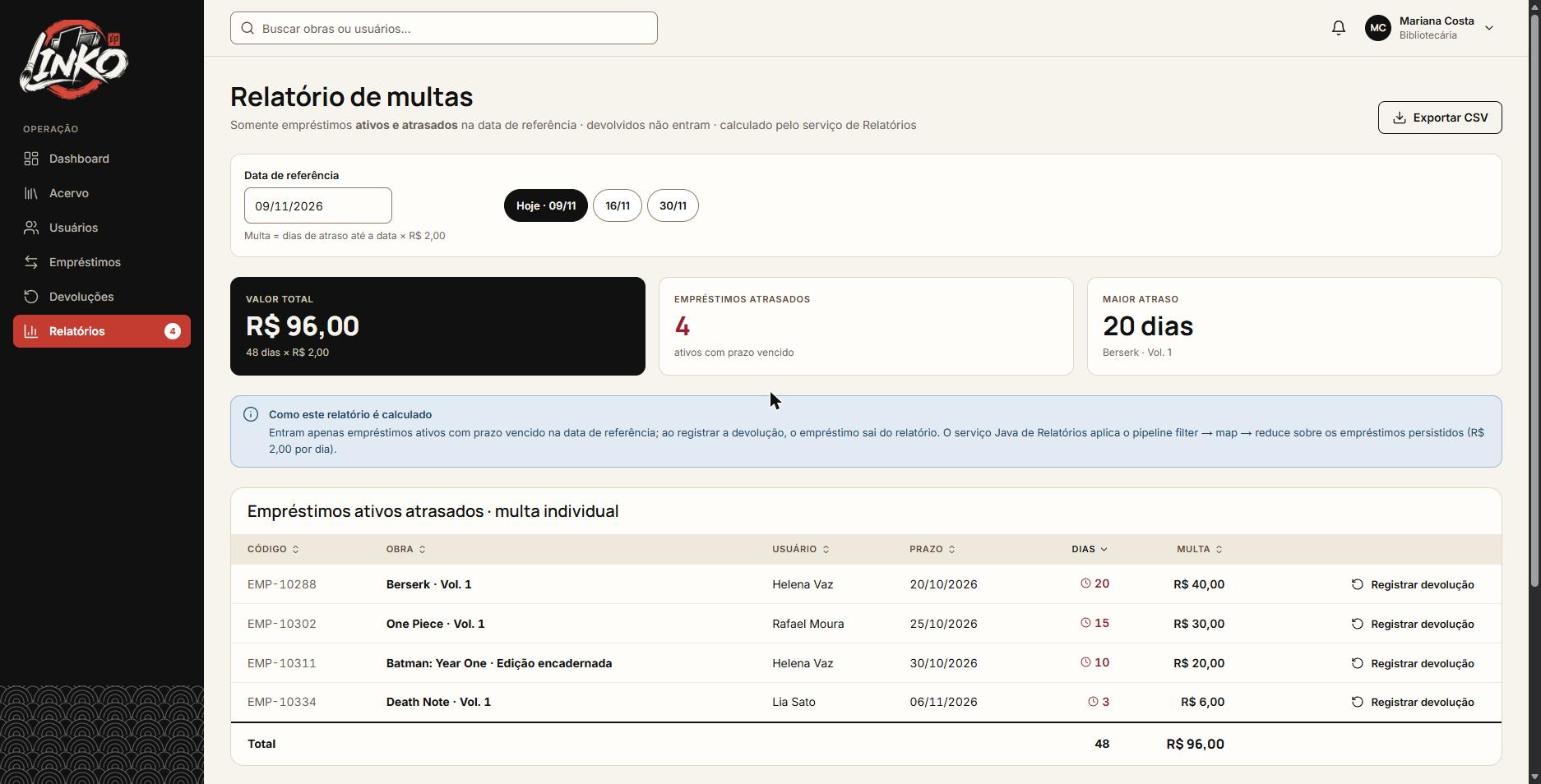 LINKO
OPERAÇÃO
Dashboard
Acervo
Usuários
Empréstimos
Devoluções
Relatórios 4
Buscar obras ou usuários...
MC Mariana Costa
Bibliotecária
Relatório de multas
Somente empréstimos ativos e atrasados na data de referência · devolvidos não entram · calculado pelo serviço de Relatórios
Exportar CSV
Data de referência
09/11/2026
Hoje · 09/11 16/11 30/11
Multa = dias de atraso até a data × R$ 2,00
VALOR TOTAL
R$ 96,00
48 dias × R$ 2,00
EMPRÉSTIMOS ATRASADOS
4
ativos com prazo vencido
MAIOR ATRASO
20 dias
Berserk · Vol. 1
Como este relatório é calculado
Entram apenas empréstimos ativos com prazo vencido na data de referência; ao registrar a devolução, o empréstimo sai do relatório. O serviço Java de Relatórios aplica o pipeline filter → map → reduce sobre os empréstimos persistidos (R$
2,00 por dia).
Empréstimos ativos atrasados · multa individual
CÓDIGO OBRA USUÁRIO PRAZO DIAS MULTA
EMP-10288 Berserk · Vol. 1 Helena Vaz 20/10/2026 20 R$ 40,00 Registrar devolução
EMP-10302 One Piece · Vol. 1 Rafael Moura 25/10/2026 15 R$ 30,00 Registrar devolução
EMP-10311 Batman: Year One · Edição encadernada Helena Vaz 30/10/2026 10 R$ 20,00 Registrar devolução
EMP-10334 Death Note · Vol. 1 Lia Sato 06/11/2026 3 R$ 6,00 Registrar devolução
Total 48 R$ 96,00